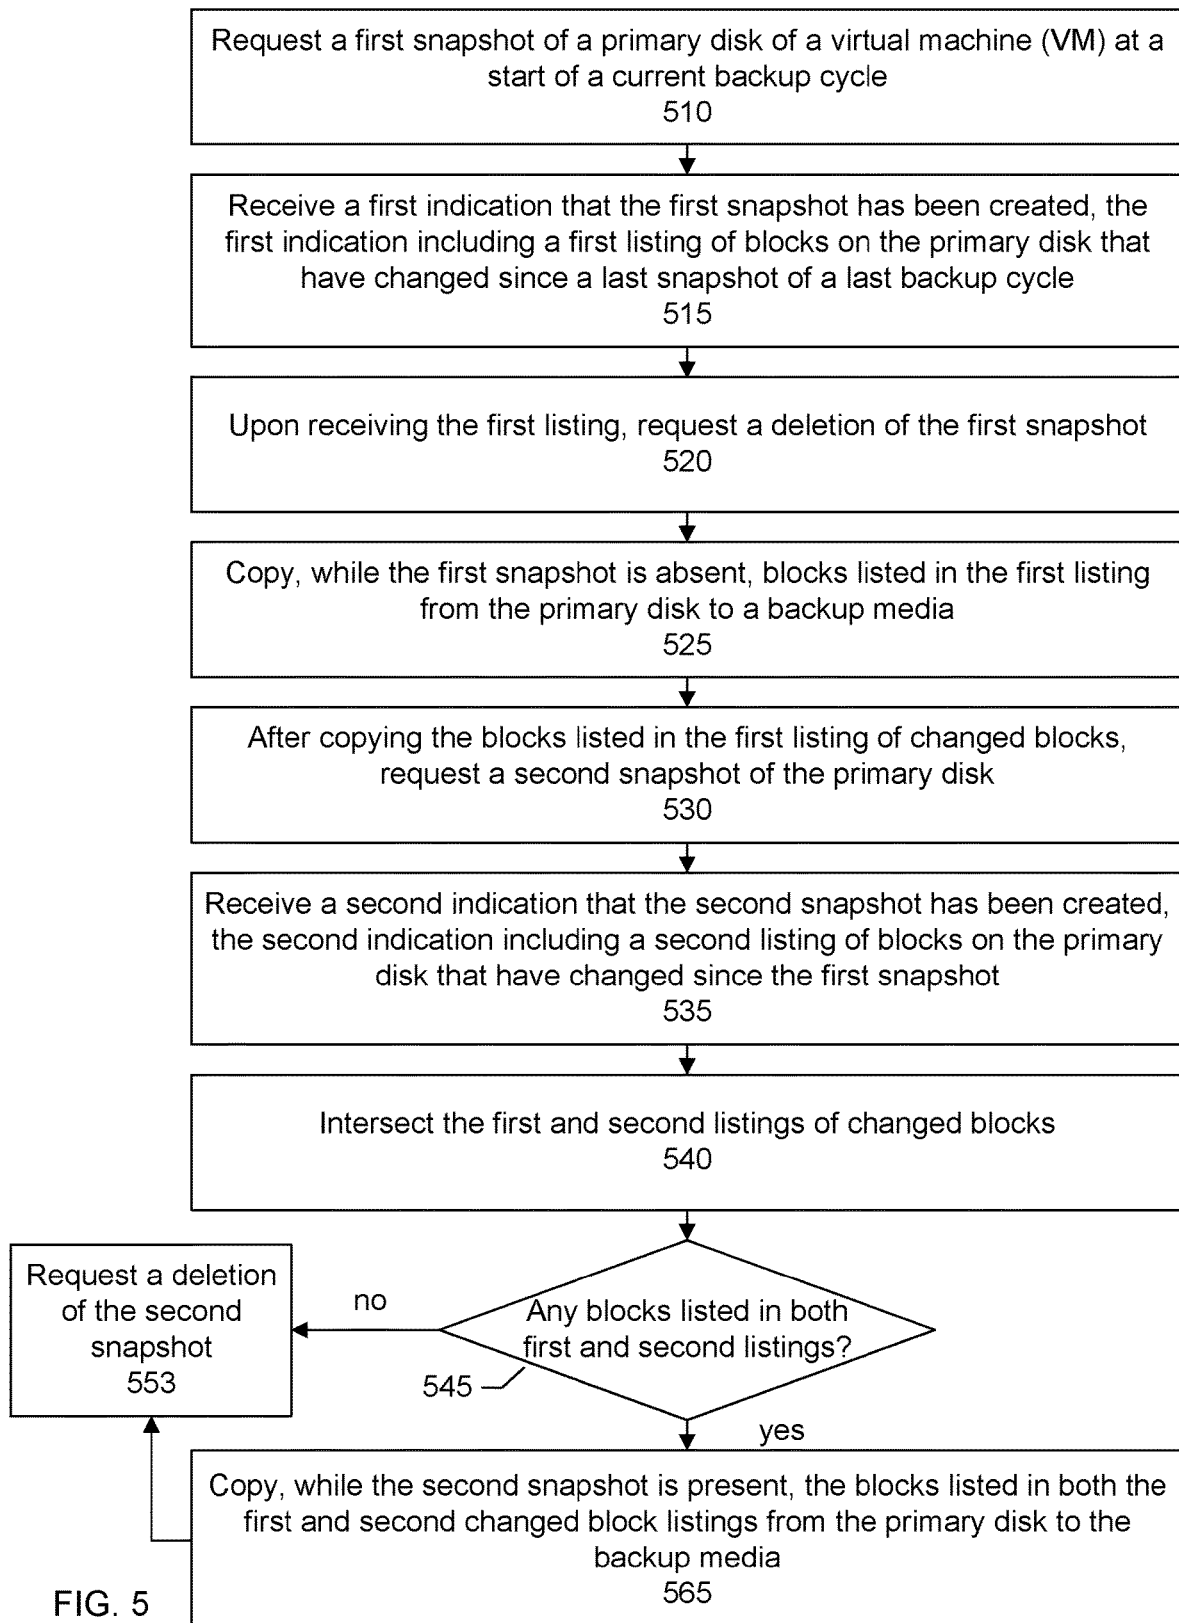 Request a first snapshot of a primary disk of a virtual machine (VM) at a
start of a current backup cycle
510
Receive a first indication that the first snapshot has been created, the
first indication including a first listing of blocks on the primary disk that
have changed since a last snapshot of a last backup cycle
515
Upon receiving the first listing, request a deletion of the first snapshot
520
Copy, while the first snapshot is absent, blocks listed in the first listing
from the primary disk to a backup media
525
After copying the blocks listed in the first listing of changed blocks,
request a second snapshot of the primary disk
530
Receive a second indication that the second snapshot has been created,
the second indication including a second listing of blocks on the primary
disk that have changed since the first snapshot
535
Intersect the first and second listings of changed blocks
540
Request a deletion
of the second
snapshot
553
no
Any blocks listed in both
first and second listings?
545
yes
Copy, while the second snapshot is present, the blocks listed in both the
first and second changed block listings from the primary disk to the
backup media
565
FIG. 5